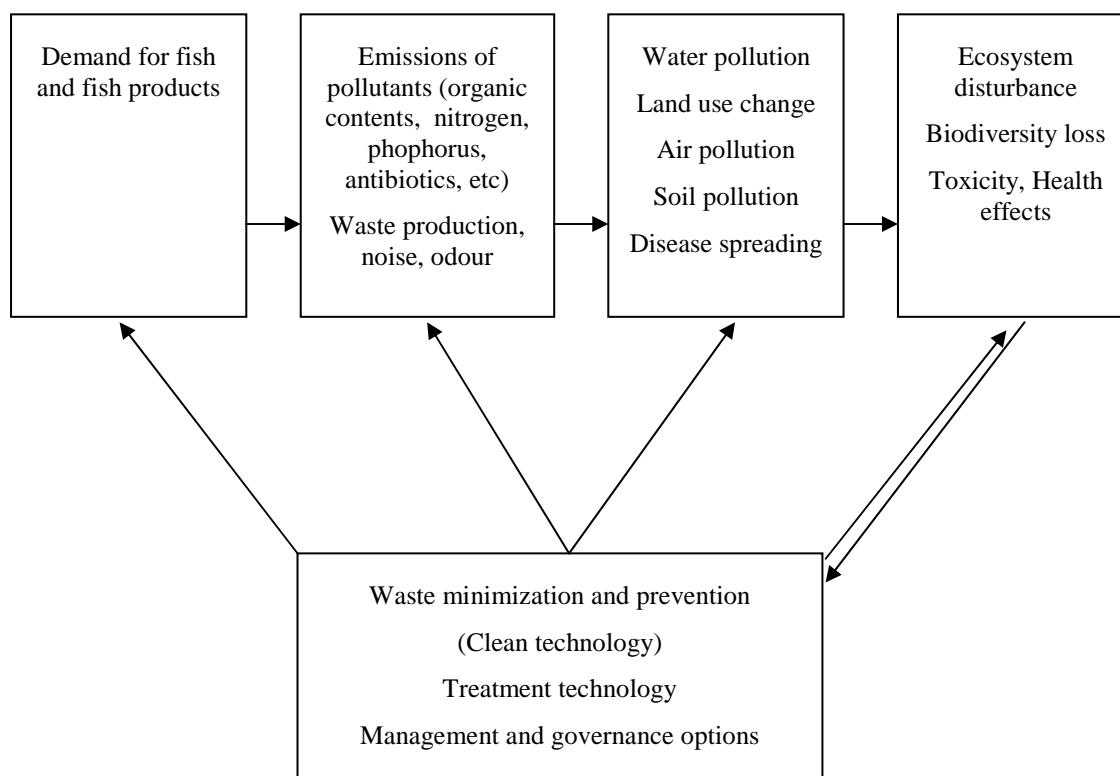 Demand for fish
and fish products
Emissions of
pollutants (organic
contents, nitrogen,
phophorus,
antibiotics, etc)
Waste production,
noise, odour
Water pollution
Land use change
Air pollution
Soil pollution
Disease spreading
Ecosystem
disturbance
Biodiversity loss
Toxicity, Health
effects
Waste minimization and prevention
(Clean technology)
Treatment technology
Management and governance options